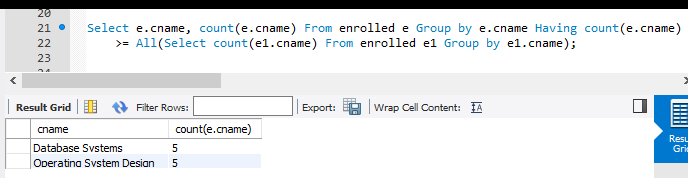 20
21 Select e.cname, count(e.cname) From enrolled e Group by e.cname Having count(e.cname)
22 >= All(Select count(e1.cname) From enrolled e1 Group by e1.cname);
23
Result Grid Filter Rows: Export: Wrap Cell Content: IA
cname count(e.cname)
Database Systems 5
Operating System Design 5